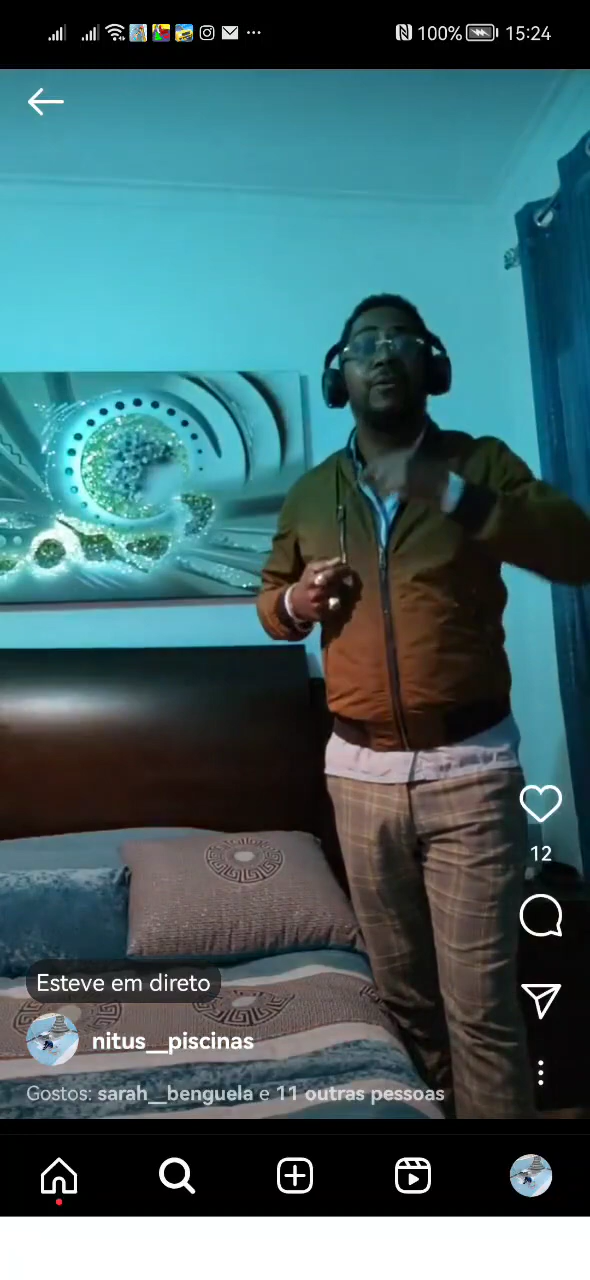 100% 15:24
12
Esteve em direto
nitus__piscinas
Gostos: sarah__benguela e 11 outras pessoas